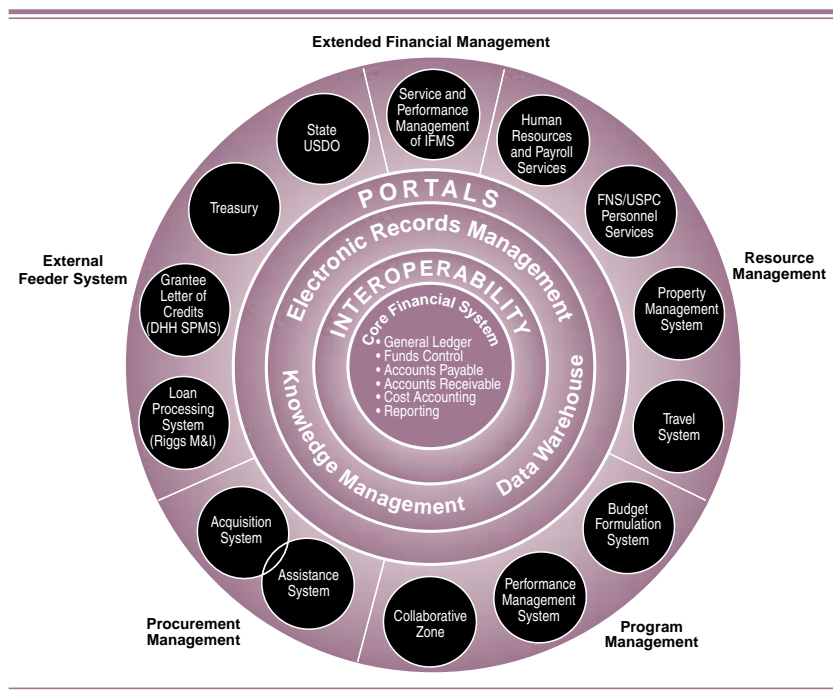 Extended Financial Management
Service and
Performance
Management
of IFMS
Human
Resources
and Payroll
Services
FNS/USPC
Personnel
Services
Resource
Management
Property
Management
System
Travel
System
Budget
Formulation
System
Performance
Management
System
Program
Management
Collaborative
Zone
Assistance
System
Acquisition
System
Procurement
Management
Loan
Processing
System
(Riggs M&I)
Grantee
Letter of
Credits
(DHH SPMS)
External
Feeder System
Treasury
State
USDO
PORTALS
Electronic Records Management
Data Warehouse
Knowledge Management
INTEROPERABILITY
Core Financial System
• General Ledger
• Funds Control
• Accounts Payable
• Accounts Receivable
• Cost Accounting
• Reporting